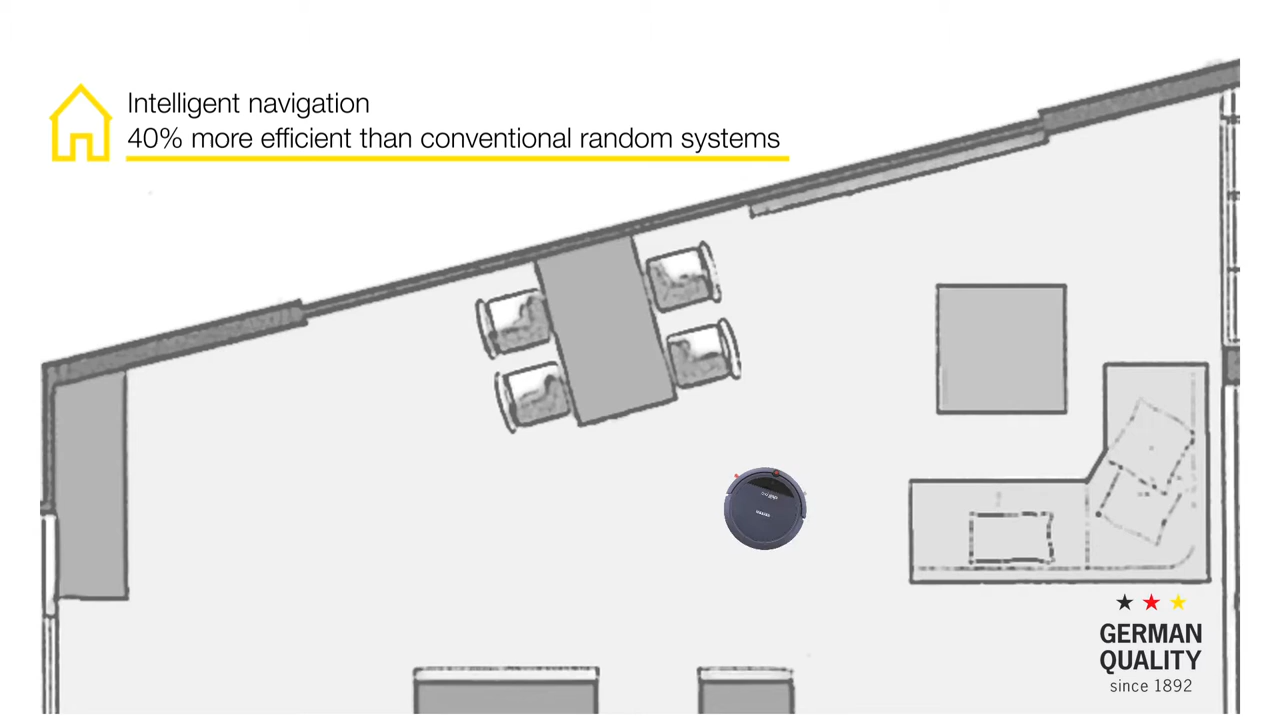 Intelligent navigation
40% more efficient than conventional random systems
GERMAN
QUALITY
since 1892